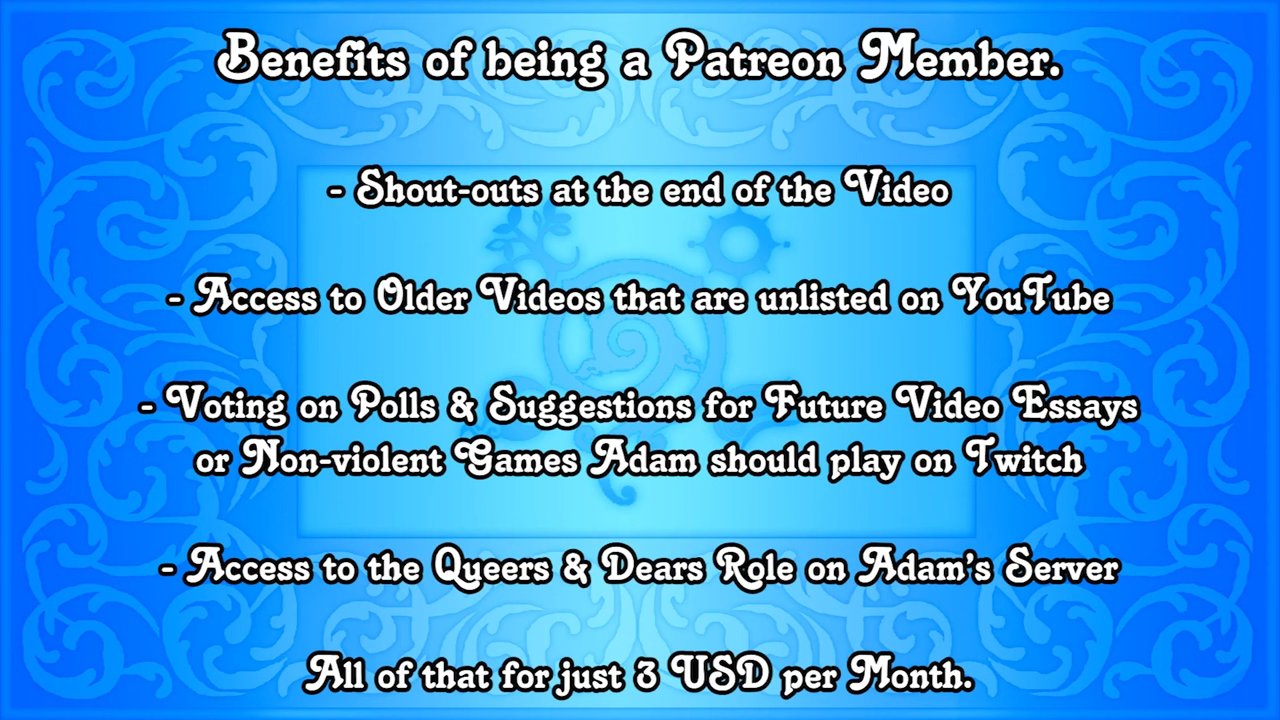 Benefits of being a Patreon Member.
- Shout-outs at the end of the Video
- Access to Older Videos that are unlisted on YouTube
- Voting on Polls & Suggestions for Future Video Essays
or Non-violent Games Adam should play on Twitch
- Access to the Queers & Dears Role on Adam's Server
All of that for just 3 USD per Month.